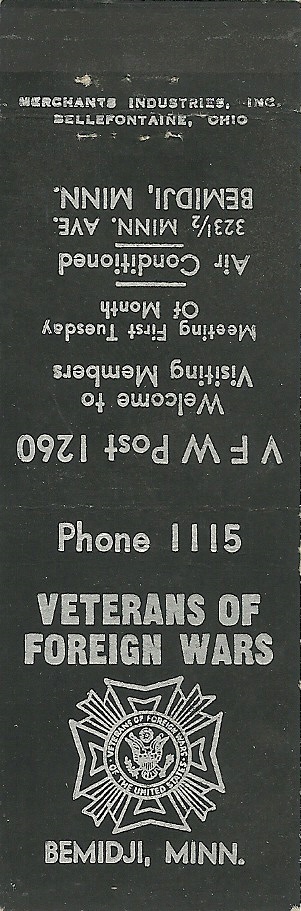 MERCHANTS INDUSTRIES, INC.
BELLEFONTAINE, OHIO
V F W Post 1260
Welcome to
Visiting Members
Meeting First Tuesday
Of Month
Air Conditioned
323½ MINN. AVE.
BEMIDJI, MINN.
Phone 1115
VETERANS OF
FOREIGN WARS
VETERANS OF FOREIGN WARS
OF THE UNITED STATES
BEMIDJI, MINN.